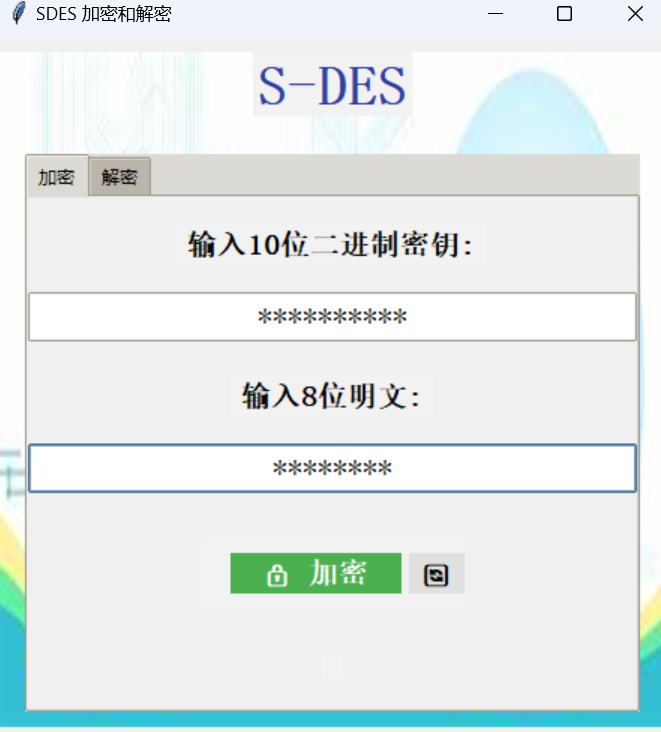 SDES 加密和解密
S-DES
加密 解密
输入10位二进制密钥:
**********
输入8位明文:
********
加密